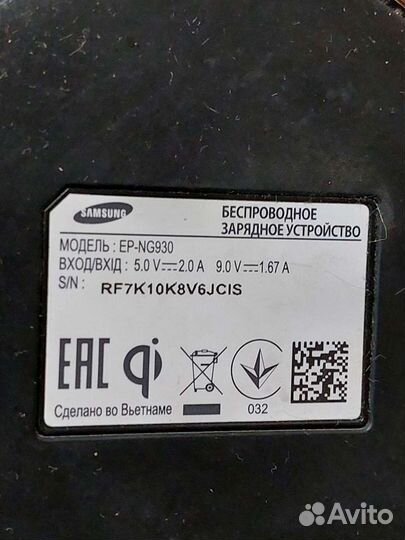 SAMSUNG
БЕСПРОВОДНОЕ
ЗАРЯДНОЕ УСТРОЙСТВО
МОДЕЛЬ : EP-NG930
ВХОД/ВХІД : 5.0 V⎓2.0 A 9.0 V⎓1.67 A
S/N : RF7K10K8V6JCIS
EAC qi
Сделано во Вьетнаме
032
Avito